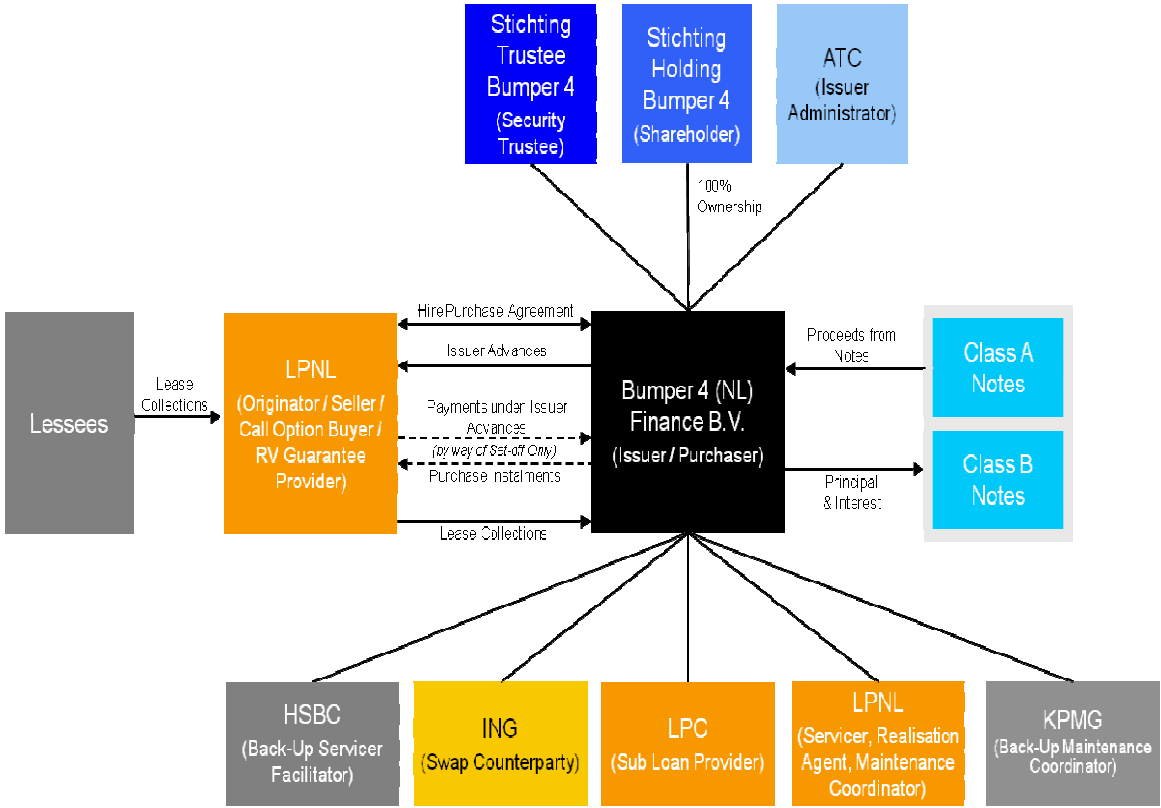 Stichting
Trustee
Bumper 4
(Security
Trustee)
Stichting
Holding
Bumper 4
(Shareholder)
ATC
(Issuer
Administrator)
100%
Ownership
Lessees
Lease
Collections
LPNL
(Originator / Seller /
Call Option Buyer /
RV Guarantee
Provider)
Hire Purchase Agreement
Issuer Advances
Payments under Issuer
Advances
(by way of Set-off Only)
Purchase Instalments
Lease Collections
Bumper 4 (NL)
Finance B.V.
(Issuer / Purchaser)
Proceeds from
Notes
Principal
& Interest
Class A
Notes
Class B
Notes
HSBC
(Back-Up Servicer
Facilitator)
ING
(Swap Counterparty)
LPC
(Sub Loan Provider)
LPNL
(Servicer, Realisation
Agent, Maintenance
Coordinator)
KPMG
(Back-Up Maintenance
Coordinator)